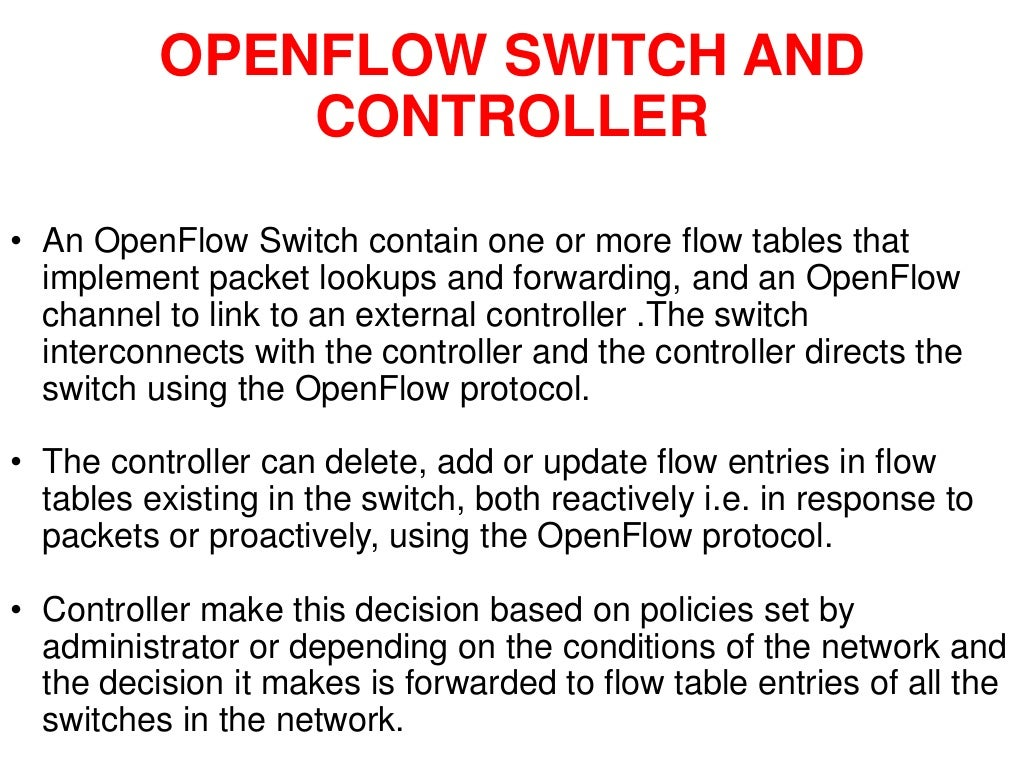 OPENFLOW SWITCH AND
CONTROLLER
• An OpenFlow Switch contain one or more flow tables that
implement packet lookups and forwarding, and an OpenFlow
channel to link to an external controller .The switch
interconnects with the controller and the controller directs the
switch using the OpenFlow protocol.
• The controller can delete, add or update flow entries in flow
tables existing in the switch, both reactively i.e. in response to
packets or proactively, using the OpenFlow protocol.
• Controller make this decision based on policies set by
administrator or depending on the conditions of the network and
the decision it makes is forwarded to flow table entries of all the
switches in the network.